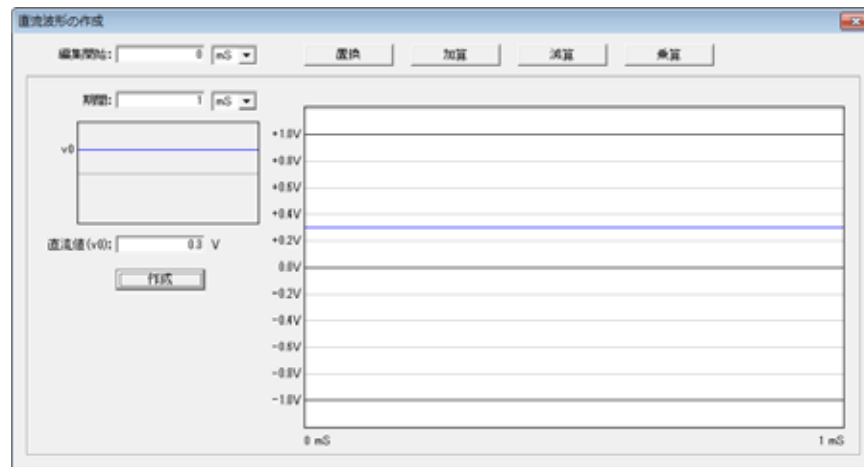 直流波形の作成
編集開始: 0 mS 置換 加算 減算 乗算
期間: 1 mS
v0
直流値(v0): 0.3 V
作成
+1.0V
+0.8V
+0.6V
+0.4V
+0.2V
0.0V
-0.2V
-0.4V
-0.6V
-0.8V
-1.0V
0 mS 1 mS